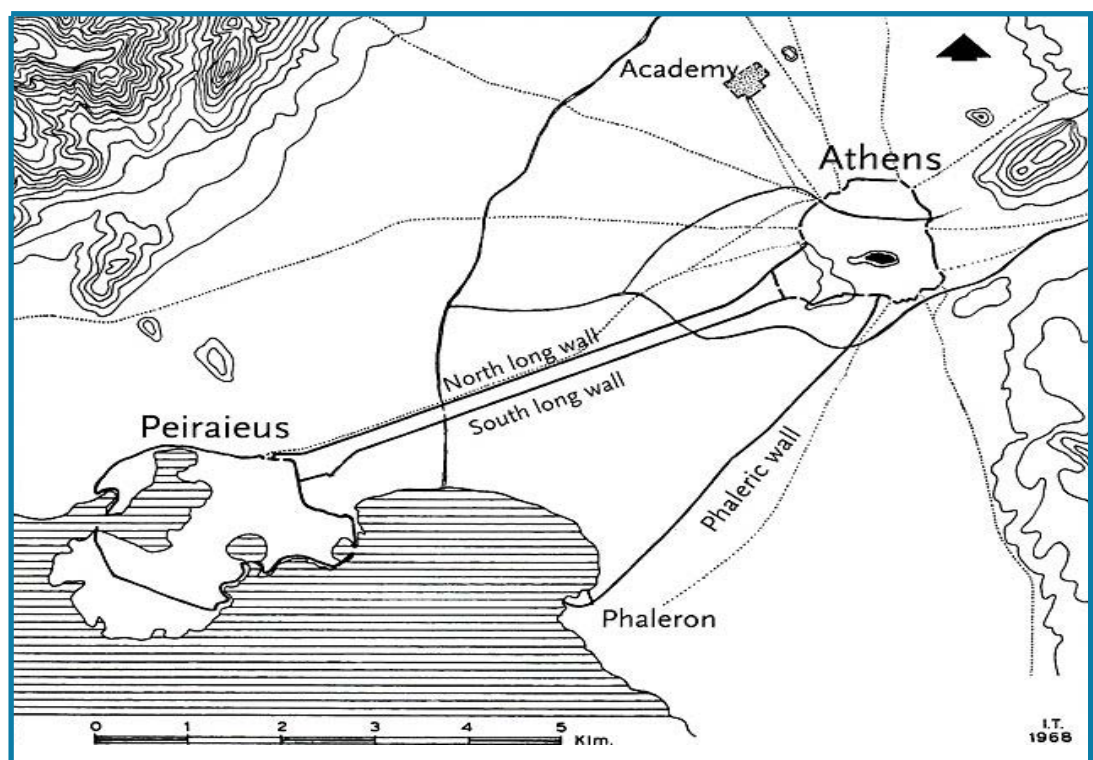 Academy
Athens
North long wall
South long wall
Peiraieus
Phaleric wall
Phaleron
0 1 2 3 4 5 Klm.
I.T.
1968